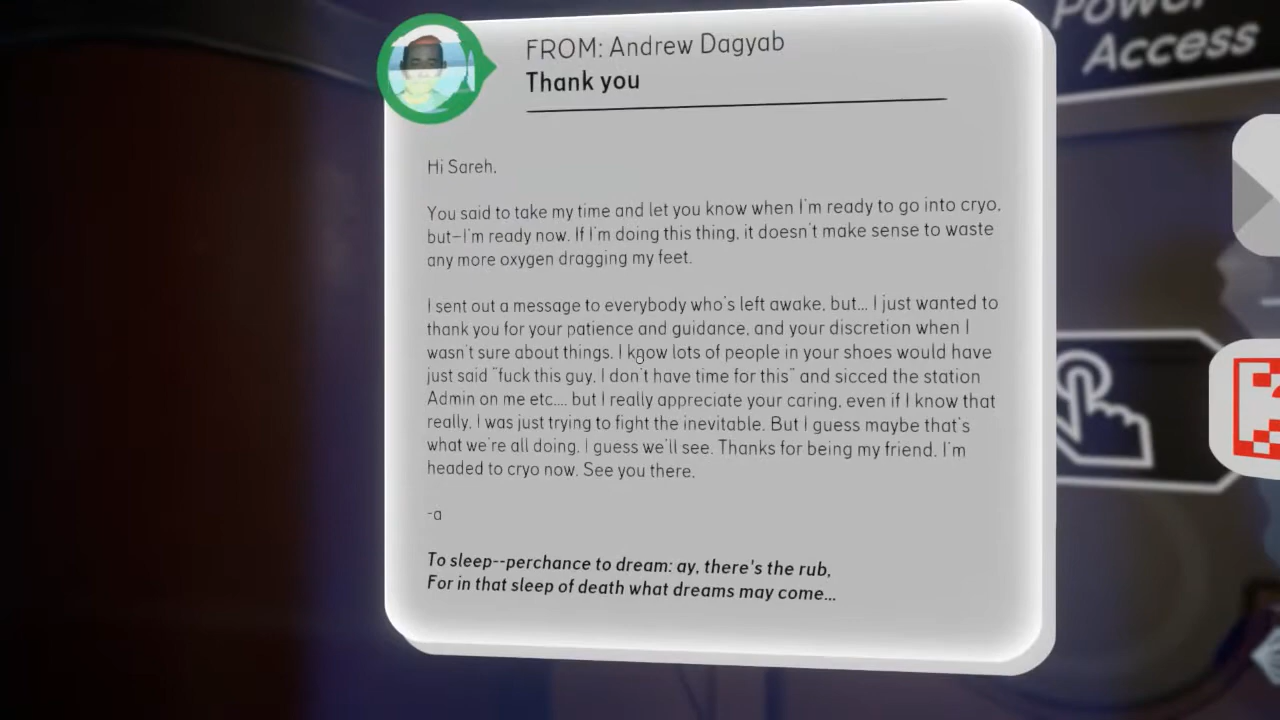 Power
Access
FROM: Andrew Dagyab
Thank you
Hi Sareh,
You said to take my time and let you know when I'm ready to go into cryo,
but—I'm ready now. If I'm doing this thing, it doesn't make sense to waste
any more oxygen dragging my feet.
I sent out a message to everybody who's left awake, but... I just wanted to
thank you for your patience and guidance, and your discretion when I
wasn't sure about things. I know lots of people in your shoes would have
just said "fuck this guy, I don't have time for this" and sicced the station
Admin on me etc.... but I really appreciate your caring, even if I know that
really, I was just trying to fight the inevitable. But I guess maybe that's
what we're all doing. I guess we'll see. Thanks for being my friend. I'm
headed to cryo now. See you there.
-a
To sleep--perchance to dream: ay, there's the rub,
For in that sleep of death what dreams may come...